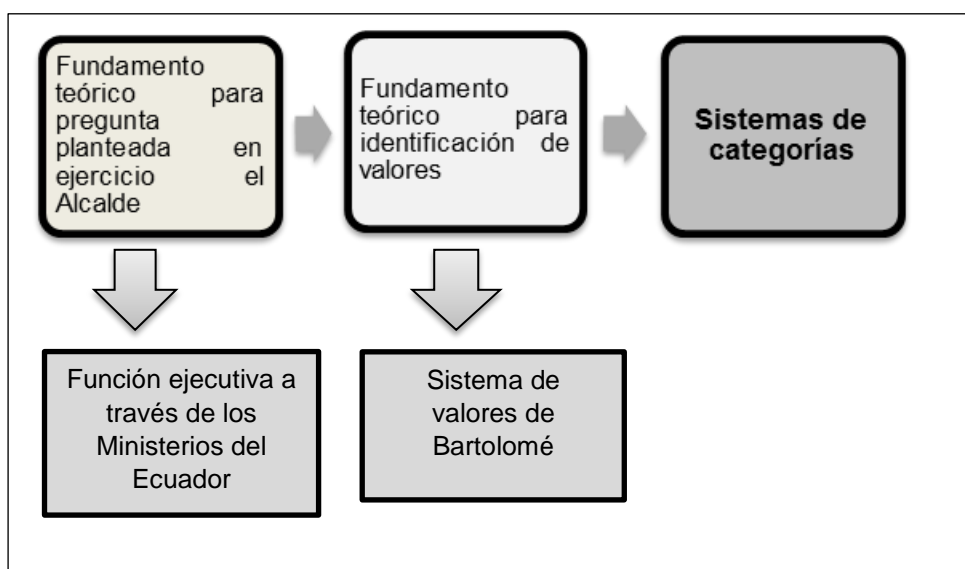 Fundamento
teórico para
pregunta
planteada en
ejercicio el
Alcalde
Fundamento
teórico para
identificación de
valores
Sistemas de
categorías
Función ejecutiva a
través de los
Ministerios del
Ecuador
Sistema de
valores de
Bartolomé